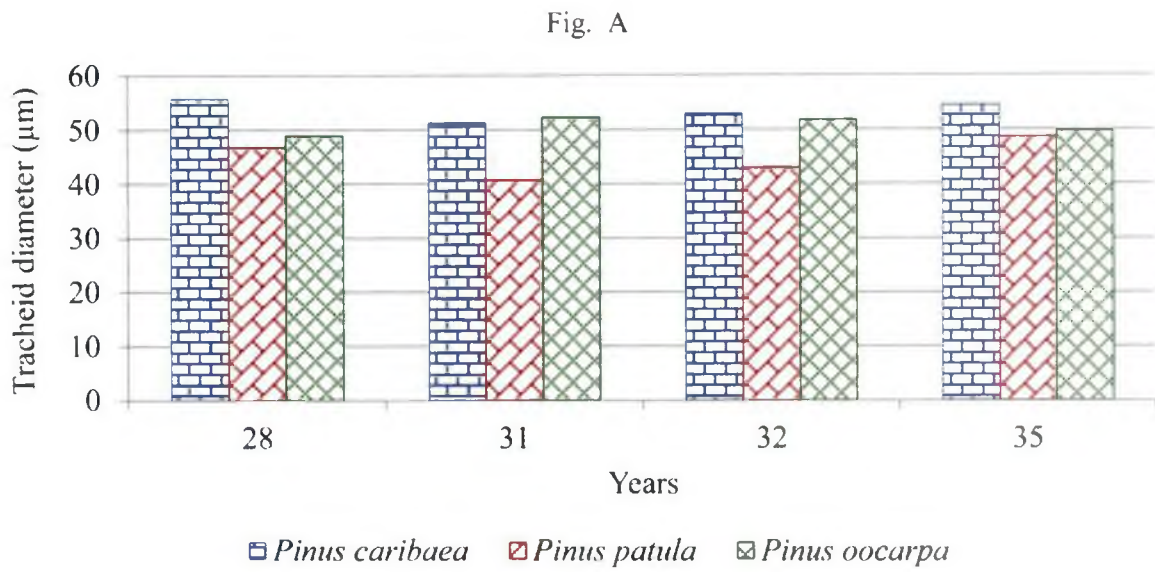 Fig. A
Tracheid diameter (µm)
60
50
40
30
20
10
0
28 31 32 35
Years
Pinus caribaea Pinus patula Pinus oocarpa